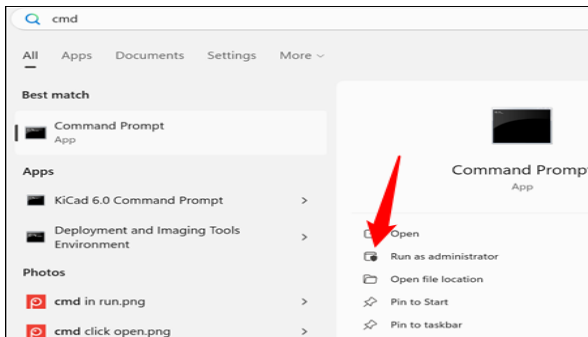 cmd
All Apps Documents Settings More
Best match
Command Prompt
App
Apps
KiCad 6.0 Command Prompt
Deployment and Imaging Tools
Environment
Photos
cmd in run.png
cmd click open.png
Command Promp
App
Open
Run as administrator
Open file location
Pin to Start
Pin to taskbar